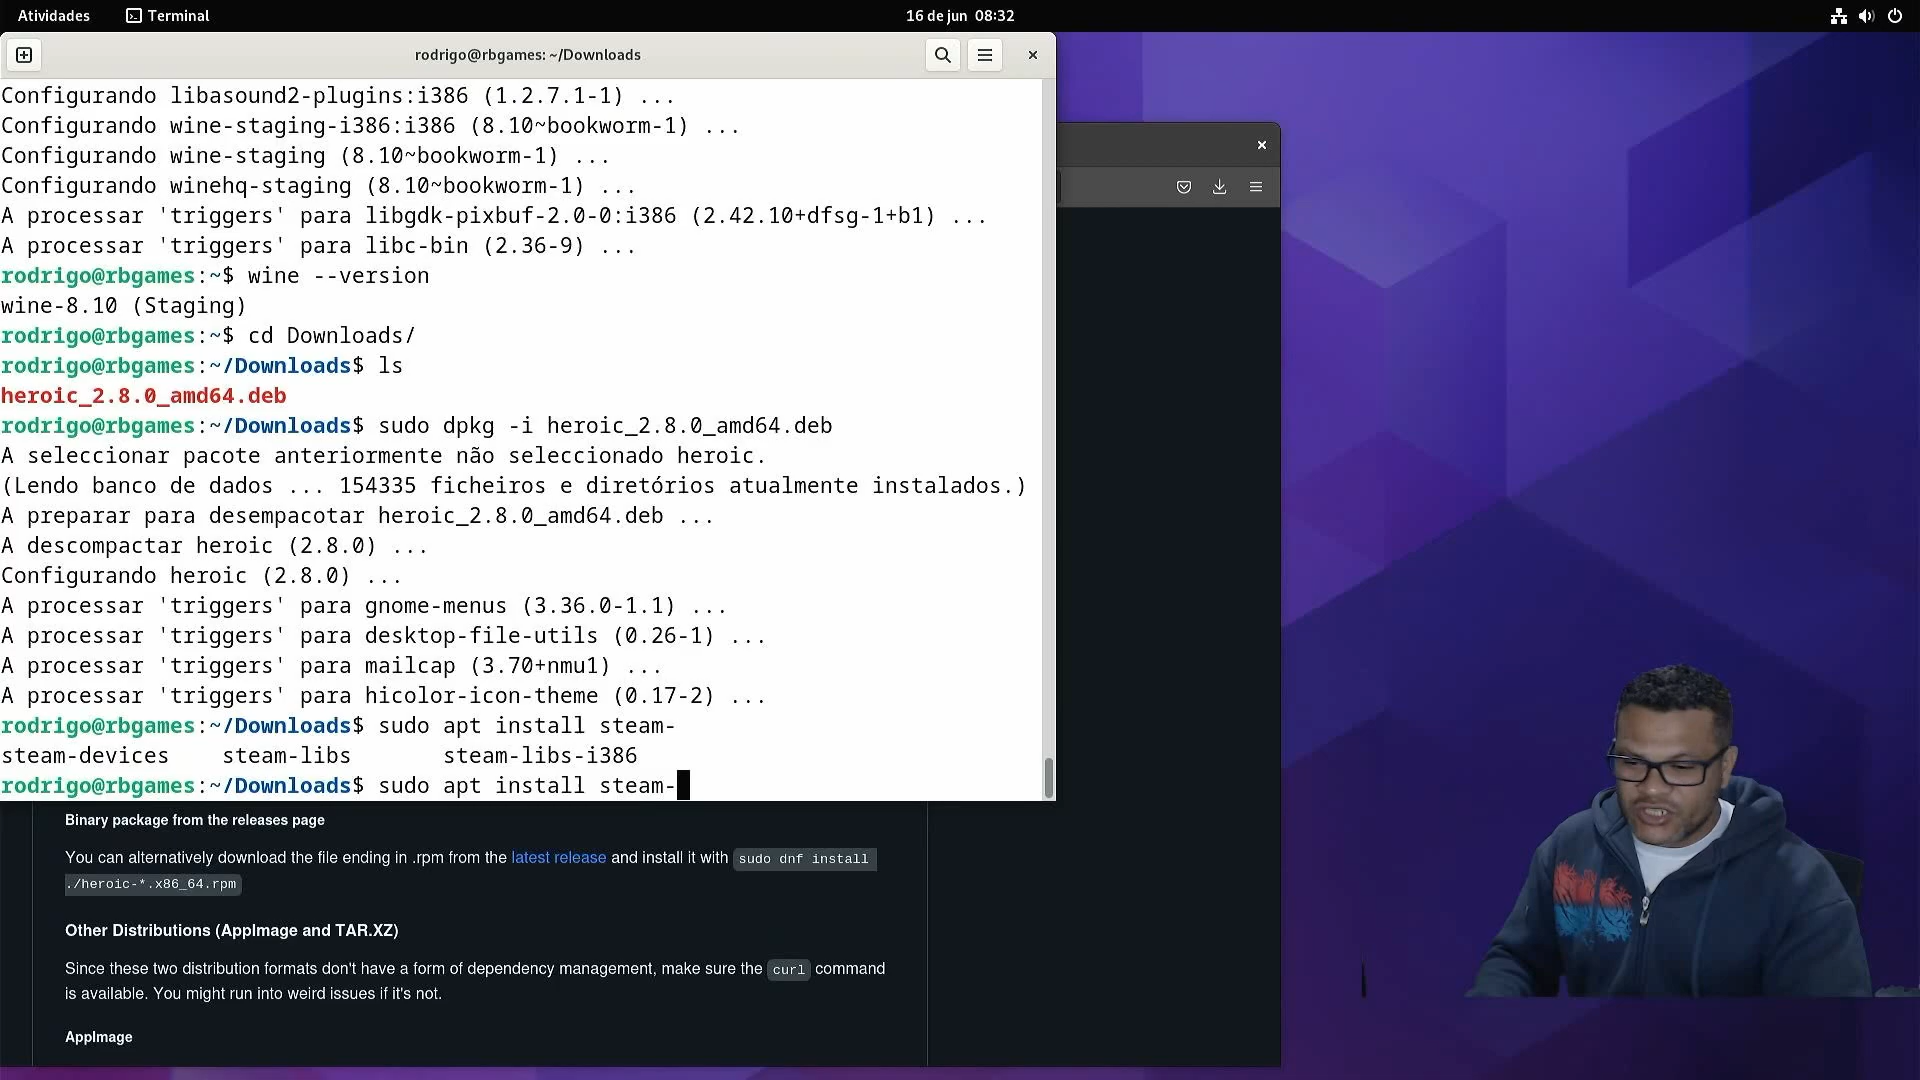 Atividades
Terminal
16 de jun 08:32
rodrigo@rbgames: ~/Downloads
Configurando libasound2-plugins:i386 (1.2.7.1-1) ...
Configurando wine-staging-i386:i386 (8.10~bookworm-1) ...
Configurando wine-staging (8.10~bookworm-1) ...
Configurando winehq-staging (8.10~bookworm-1) ...
A processar 'triggers' para libgdk-pixbuf-2.0-0:i386 (2.42.10+dfsg-1+b1) ...
A processar 'triggers' para libc-bin (2.36-9) ...
rodrigo@rbgames:~$ wine --version
wine-8.10 (Staging)
rodrigo@rbgames:~$ cd Downloads/
rodrigo@rbgames:~/Downloads$ ls
heroic_2.8.0_amd64.deb
rodrigo@rbgames:~/Downloads$ sudo dpkg -i heroic_2.8.0_amd64.deb
A seleccionar pacote anteriormente não seleccionado heroic.
(Lendo banco de dados ... 154335 ficheiros e diretórios atualmente instalados.)
A preparar para desempacotar heroic_2.8.0_amd64.deb ...
A descompactar heroic (2.8.0) ...
Configurando heroic (2.8.0) ...
A processar 'triggers' para gnome-menus (3.36.0-1.1) ...
A processar 'triggers' para desktop-file-utils (0.26-1) ...
A processar 'triggers' para mailcap (3.70+nmu1) ...
A processar 'triggers' para hicolor-icon-theme (0.17-2) ...
rodrigo@rbgames:~/Downloads$ sudo apt install steam-
steam-devices steam-libs steam-libs-i386
rodrigo@rbgames:~/Downloads$ sudo apt install steam-
Binary package from the releases page
You can alternatively download the file ending in .rpm from the latest release and install it with sudo dnf install
./heroic-*.x86_64.rpm
Other Distributions (AppImage and TAR.XZ)
Since these two distribution formats don't have a form of dependency management, make sure the curl command
is available. You might run into weird issues if it's not.
AppImage